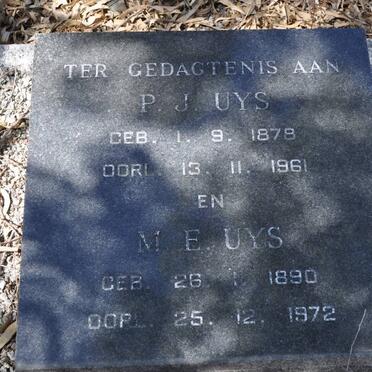 TER GEDAGTENIS AAN
P. J. UYS
GEB. 1. 9. 1878
OORL. 13. 11. 1961
EN
M. E. UYS
GEB. 26. 1. 1890
OORL. 25. 12. 1972